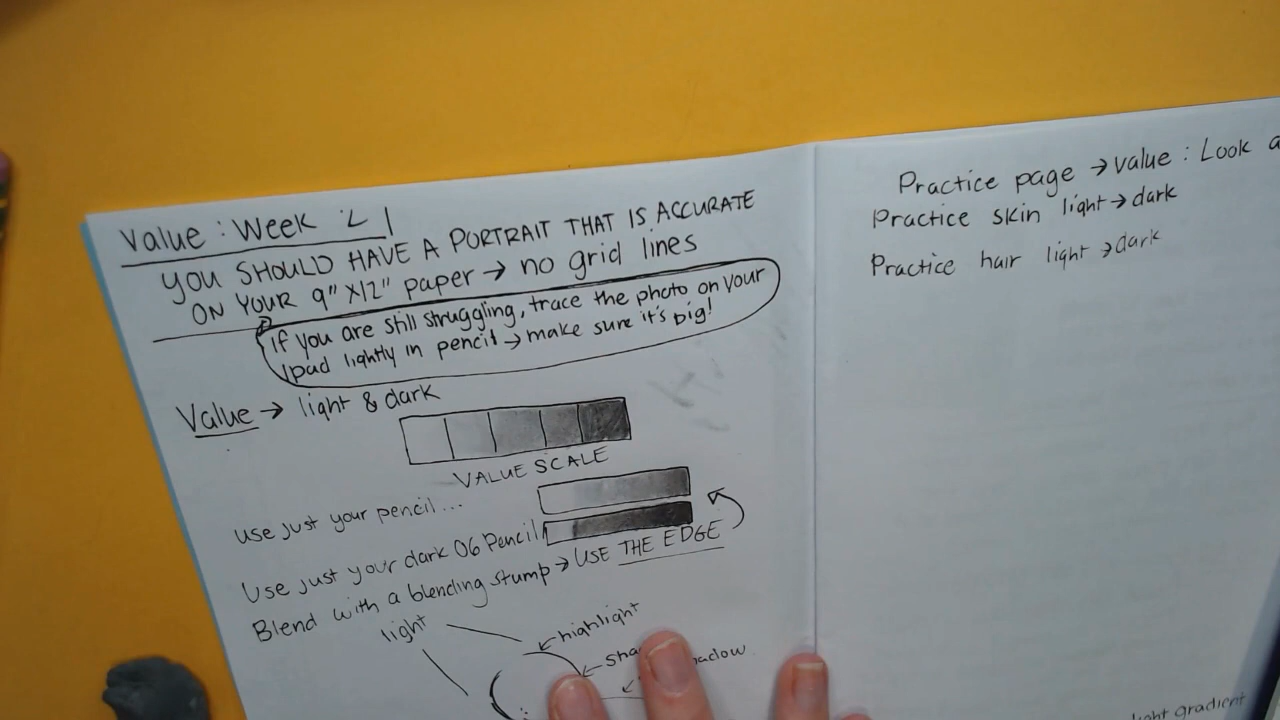 Value: Week 1
YOU SHOULD HAVE A PORTRAIT THAT IS ACCURATE
ON YOUR 9" X12" paper → no grid lines
If you are still struggling, trace the photo on your
Ipad lightly in pencil → make sure it's big!
Value → light & dark
VALUE SCALE
Use just your pencil...
Use just your dark 06 Pencil
Blend with a blending stump → USE THE EDGE
light
highlight
Practice page → value: Look
Practice skin light → dark
Practice hair light → dark
gradient